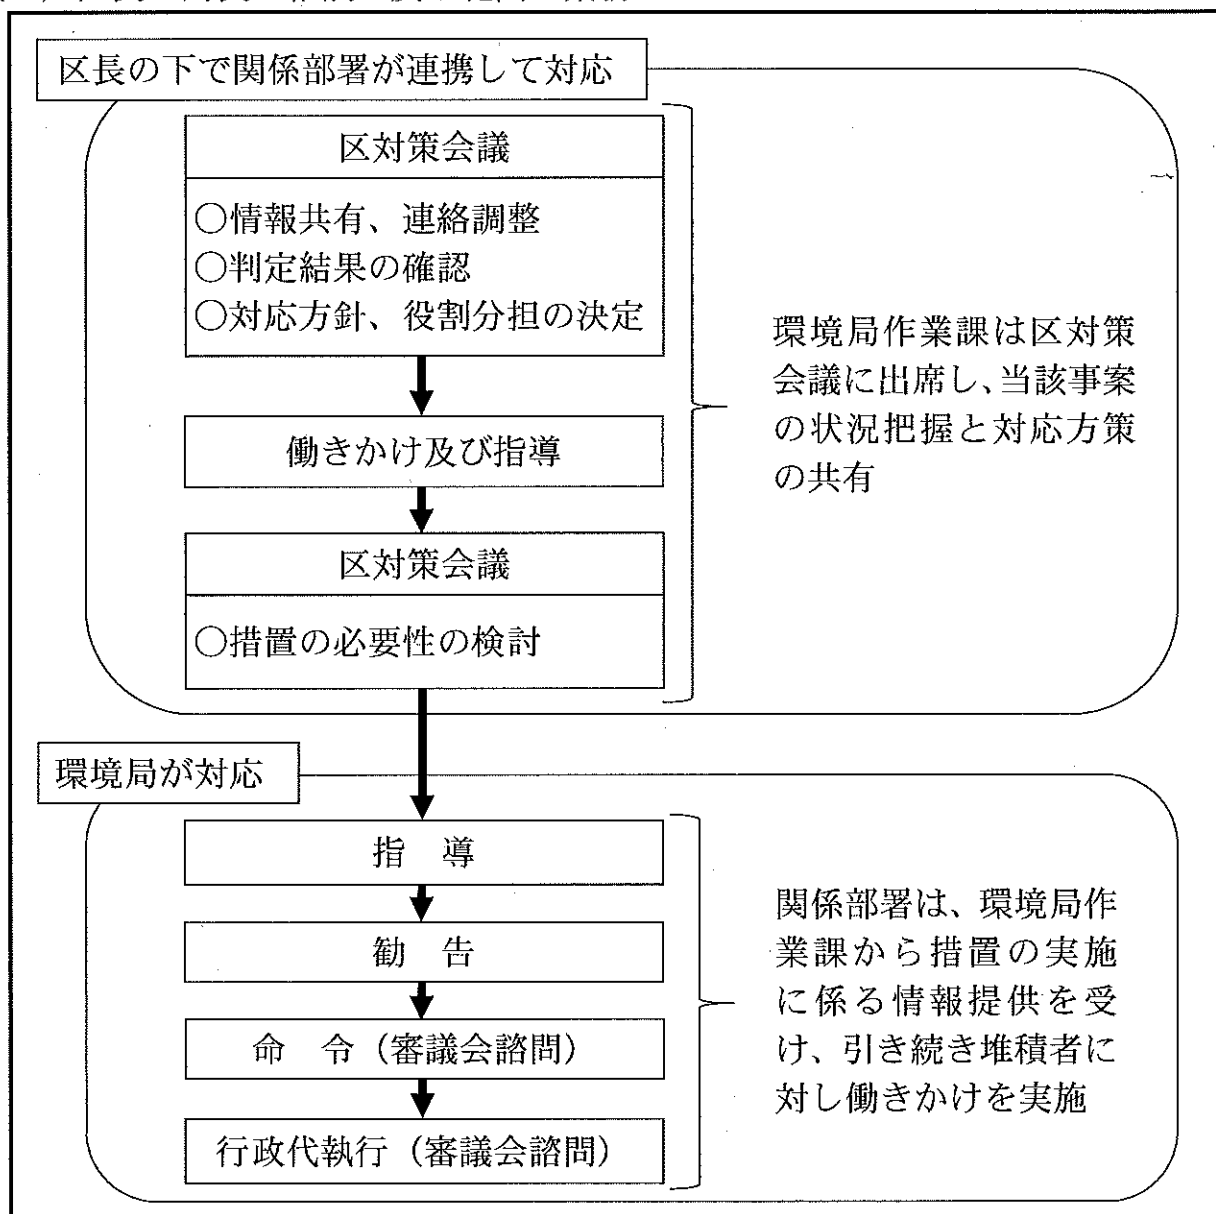 区長の下で関係部署が連携して対応
区対策会議
○情報共有、連絡調整
○判定結果の確認
○対応方針、役割分担の決定
働きかけ及び指導
区対策会議
○措置の必要性の検討
環境局作業課は区対策
会議に出席し、当該事案
の状況把握と対応方策
の共有
環境局が対応
指　導
勧　告
命　令（審議会諮問）
行政代執行（審議会諮問）
関係部署は、環境局作
業課から措置の実施
に係る情報提供を受
け、引き続き堆積者に
対し働きかけを実施